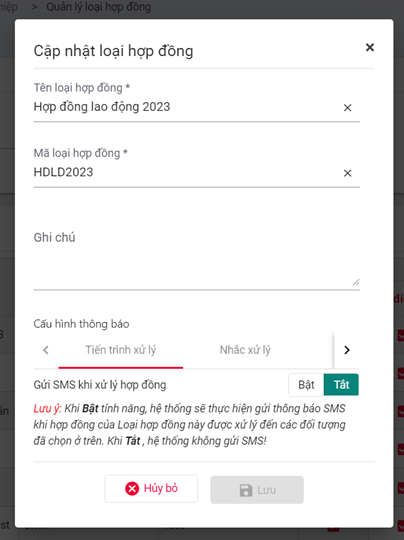 iệp > Quản lý loại hợp đồng
Cập nhật loại hợp đồng
Tên loại hợp đồng *
Hợp đồng lao động 2023
Mã loại hợp đồng *
HDLD2023
Ghi chú
Cấu hình thông báo
Tiến trình xử lý Nhắc xử lý
Gửi SMS khi xử lý hợp đồng Bật Tắt
Lưu ý: Khi Bật tính năng, hệ thống sẽ thực hiện gửi thông báo SMS
khi hợp đồng của Loại hợp đồng này được xử lý đến các đối tượng
đã chọn ở trên. Khi Tắt , hệ thống không gửi SMS!
Hủy bỏ Lưu